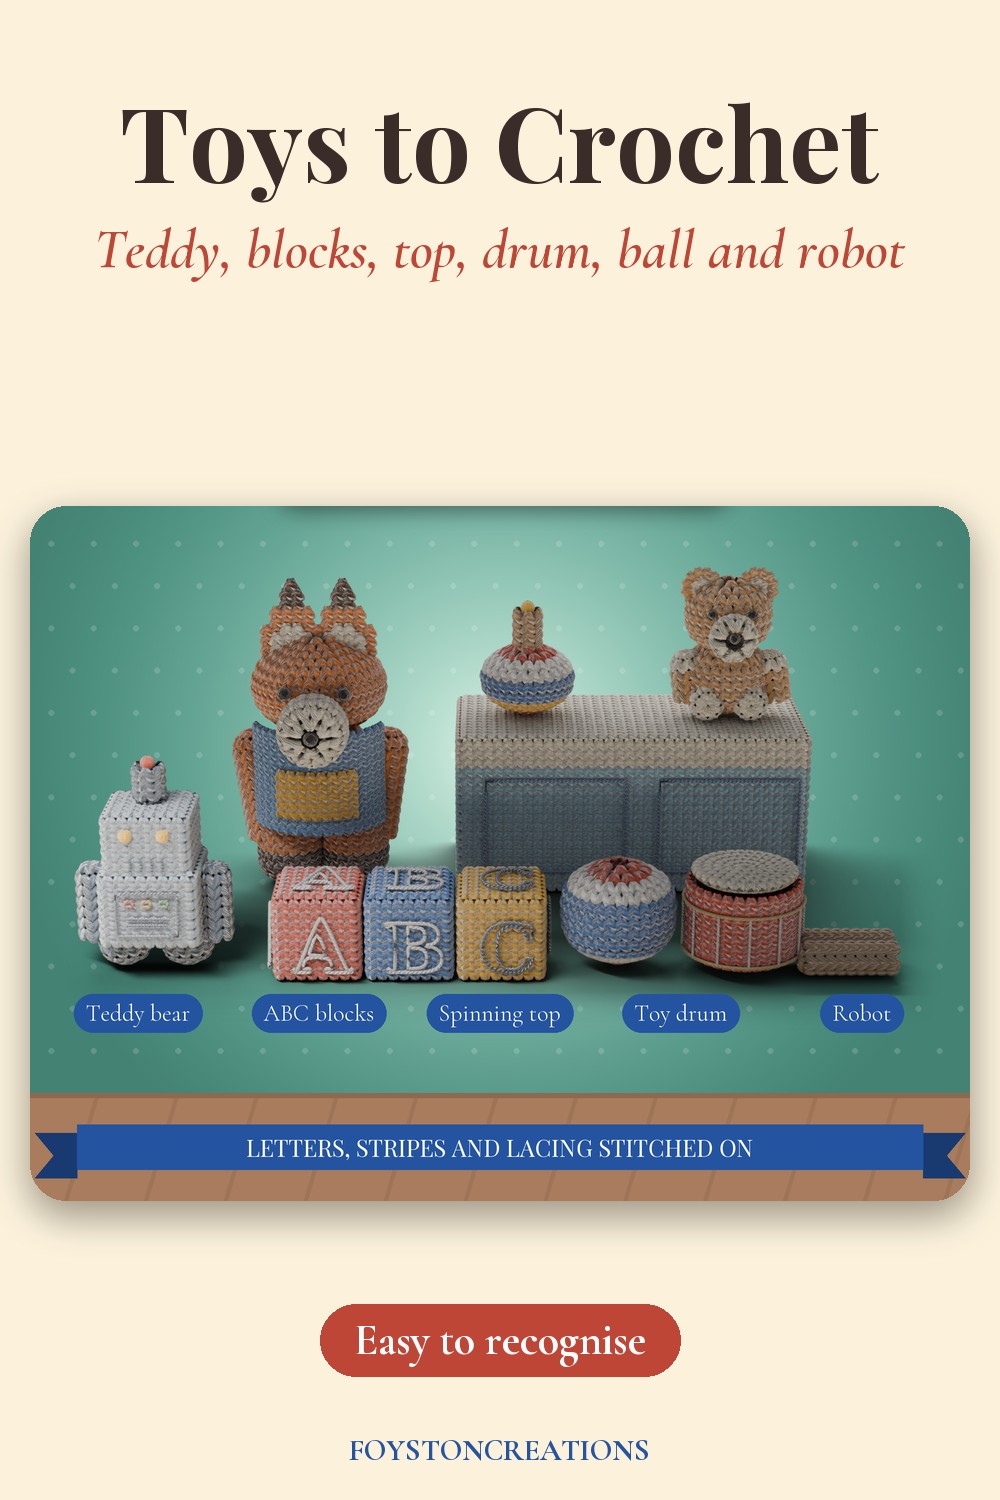 Toys to Crochet
Teddy, blocks, top, drum, ball and robot
A B C
A B C
Teddy bear ABC blocks Spinning top Toy drum Robot
LETTERS, STRIPES AND LACING STITCHED ON
Easy to recognise
FOYSTONCREATIONS